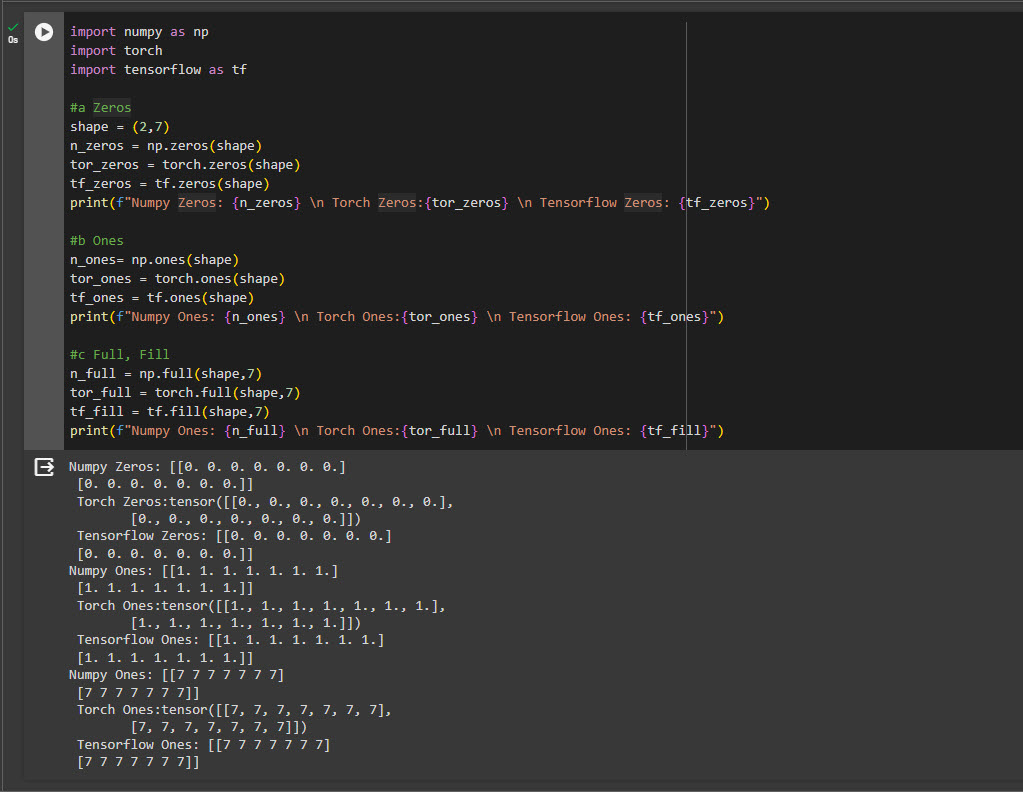 import numpy as np
import torch
import tensorflow as tf
#a Zeros
shape = (2,7)
n_zeros = np.zeros(shape)
tor_zeros = torch.zeros(shape)
tf_zeros = tf.zeros(shape)
print(f"Numpy Zeros: {n_zeros} \n Torch Zeros:{tor_zeros} \n Tensorflow Zeros: {tf_zeros}")
#b Ones
n_ones= np.ones(shape)
tor_ones = torch.ones(shape)
tf_ones = tf.ones(shape)
print(f"Numpy Ones: {n_ones} \n Torch Ones:{tor_ones} \n Tensorflow Ones: {tf_ones}")
#c Full, Fill
n_full = np.full(shape,7)
tor_full = torch.full(shape,7)
tf_fill = tf.fill(shape,7)
print(f"Numpy Ones: {n_full} \n Torch Ones:{tor_full} \n Tensorflow Ones: {tf_fill}")
0s
Numpy Zeros: [[0. 0. 0. 0. 0. 0. 0.]
[0. 0. 0. 0. 0. 0. 0.]]
Torch Zeros:tensor([[0., 0., 0., 0., 0., 0., 0.],
[0., 0., 0., 0., 0., 0., 0.]])
Tensorflow Zeros: [[0. 0. 0. 0. 0. 0. 0.]
[0. 0. 0. 0. 0. 0. 0.]]
Numpy Ones: [[1. 1. 1. 1. 1. 1. 1.]
[1. 1. 1. 1. 1. 1. 1.]]
Torch Ones:tensor([[1., 1., 1., 1., 1., 1., 1.],
[1., 1., 1., 1., 1., 1., 1.]])
Tensorflow Ones: [[1. 1. 1. 1. 1. 1. 1.]
[1. 1. 1. 1. 1. 1. 1.]]
Numpy Ones: [[7 7 7 7 7 7 7]
[7 7 7 7 7 7 7]]
Torch Ones:tensor([[7, 7, 7, 7, 7, 7, 7],
[7, 7, 7, 7, 7, 7, 7]])
Tensorflow Ones: [[7 7 7 7 7 7 7]
[7 7 7 7 7 7 7]]